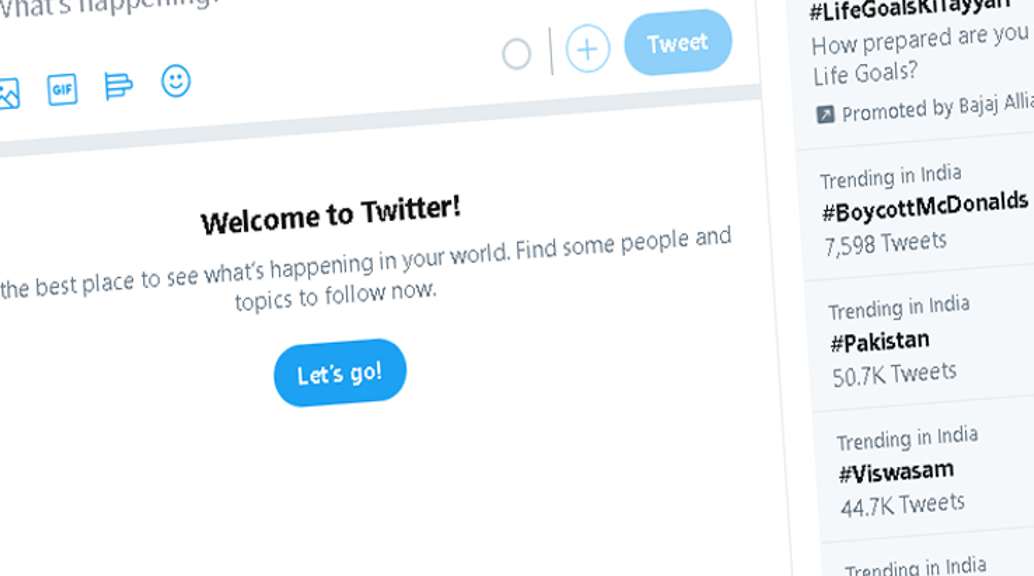 What's happening?
GIF
Tweet
Welcome to Twitter!
the best place to see what's happening in your world. Find some people and
topics to follow now.
Let's go!
#LifeGoalsKiTayyari
How prepared are you
Life Goals?
Promoted by Bajaj
Trending in India
#BoycottMcDonalds
7,598 Tweets
Trending in India
#Pakistan
50.7K Tweets
Trending in India
#Viswasam
44.7K Tweets
Trending in India